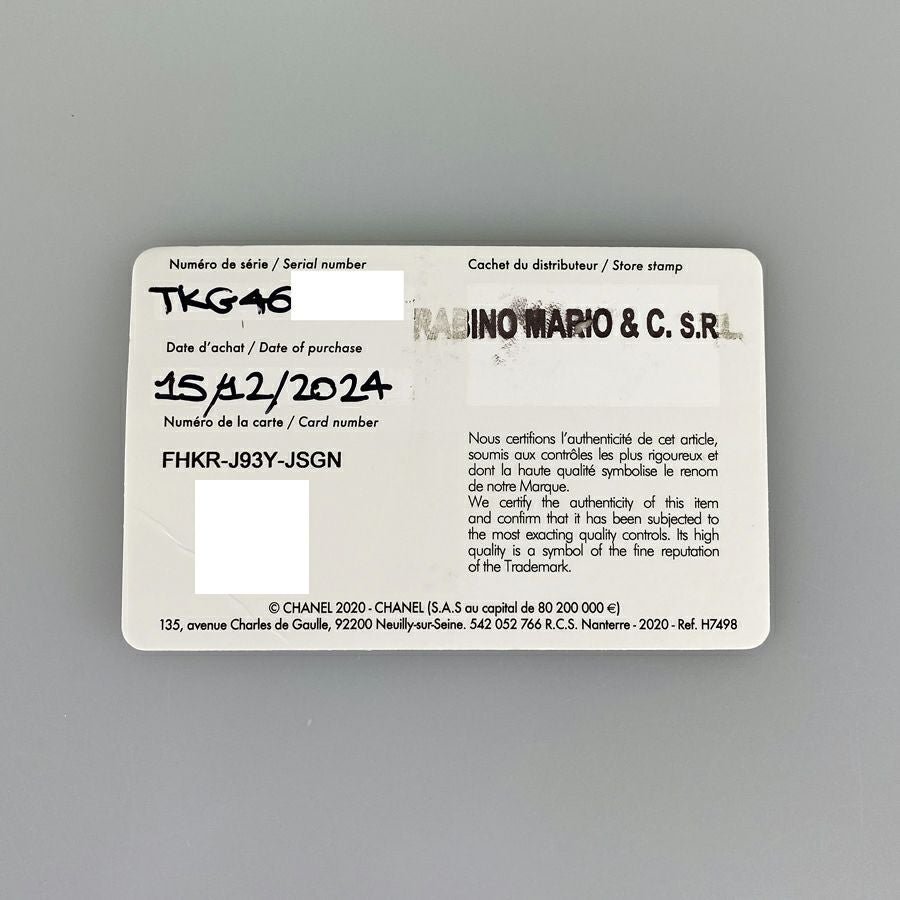 Numéro de série / Serial number
TKG46
Date d'achat / Date of purchase
15/12/2024
Numéro de la carte / Card number
FHKR-J93Y-JSGN
Cachet du distributeur / Store stamp
RABINO MARIO & C. S.R.L.
Nous certifions l'authenticité de cet article,
soumis aux contrôles les plus rigoureux et
dont la haute qualité symbolise le renom
de notre Marque.
We certify the authenticity of this item
and confirm that it has been subjected to
the most exacting quality controls. Its high
quality is a symbol of the fine reputation
of the Trademark.
© CHANEL 2020 - CHANEL (S.A.S au capital de 80 200 000 €)
135, avenue Charles de Gaulle, 92200 Neuilly-sur-Seine. 542 052 766 R.C.S. Nanterre - 2020 - Ref. H7498